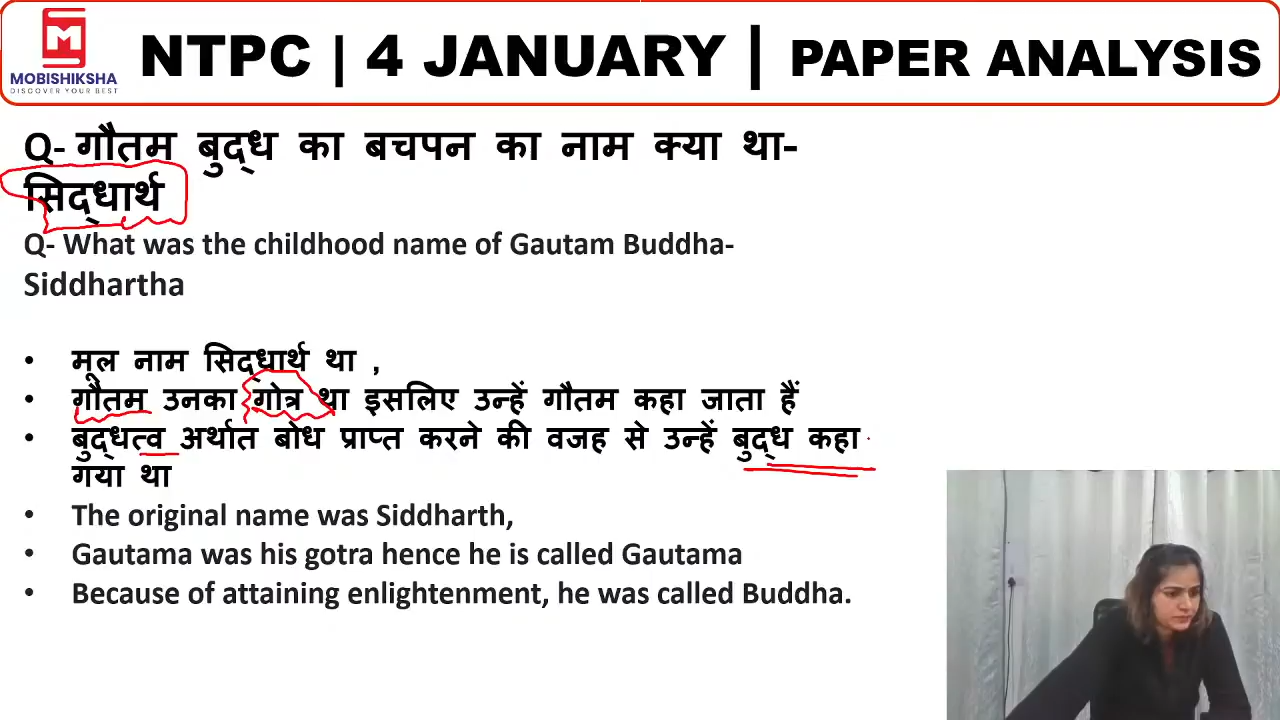 MOBISHIKSHA
DISCOVER YOUR BEST
NTPC | 4 JANUARY | PAPER ANALYSIS
Q- गौतम बुद्ध का बचपन का नाम क्या था-
सिद्धार्थ
Q- What was the childhood name of Gautam Buddha-
Siddhartha
• मूल नाम सिद्धार्थ था ,
• गौतम उनका गोत्र था इसलिए उन्हें गौतम कहा जाता हैं
• बुद्धत्व अर्थात बोध प्राप्त करने की वजह से उन्हें बुद्ध कहा
गया था
• The original name was Siddharth,
• Gautama was his gotra hence he is called Gautama
• Because of attaining enlightenment, he was called Buddha.